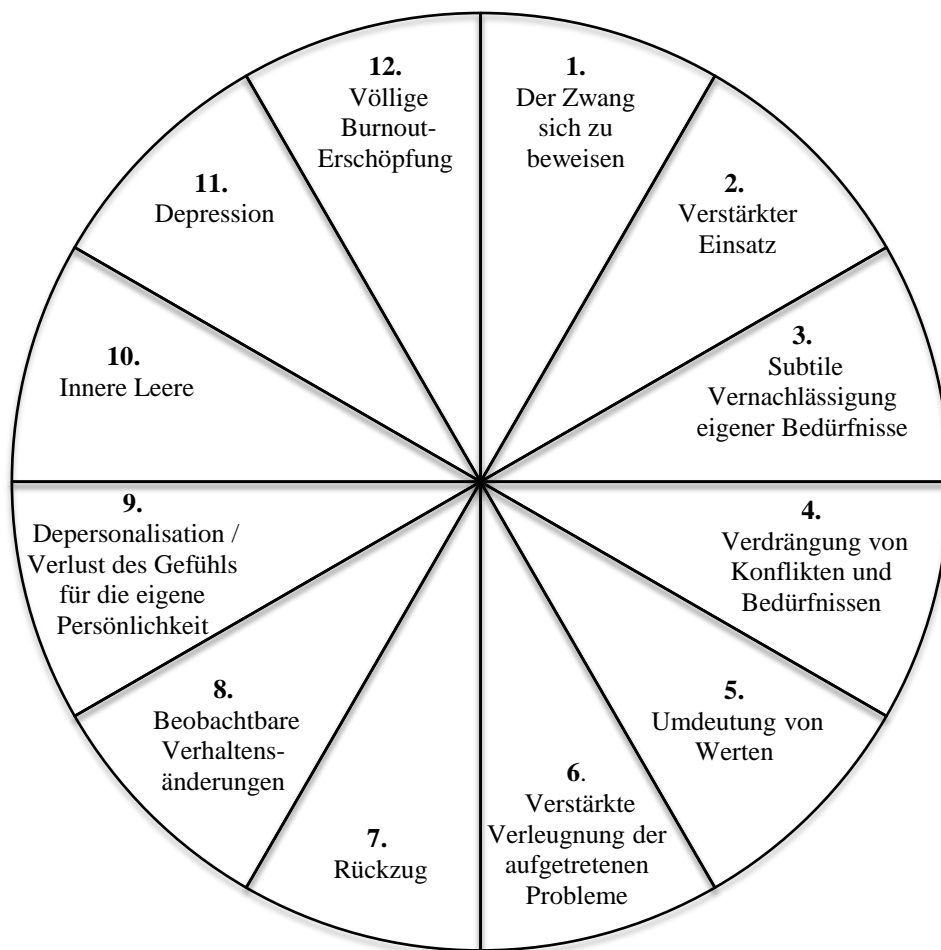 1.
Der Zwang
sich zu
beweisen
2.
Verstärkter
Einsatz
3.
Subtile
Vernachlässigung
eigener Bedürfnisse
4.
Verdrängung von
Konflikten und
Bedürfnissen
5.
Umdeutung von
Werten
6.
Verstärkte
Verleugnung der
aufgetretenen
Probleme
7.
Rückzug
8.
Beobachtbare
Verhaltens-
änderungen
9.
Depersonalisation /
Verlust des Gefühls
für die eigene
Persönlichkeit
10.
Innere Leere
11.
Depression
12.
Völlige
Burnout-
Erschöpfung